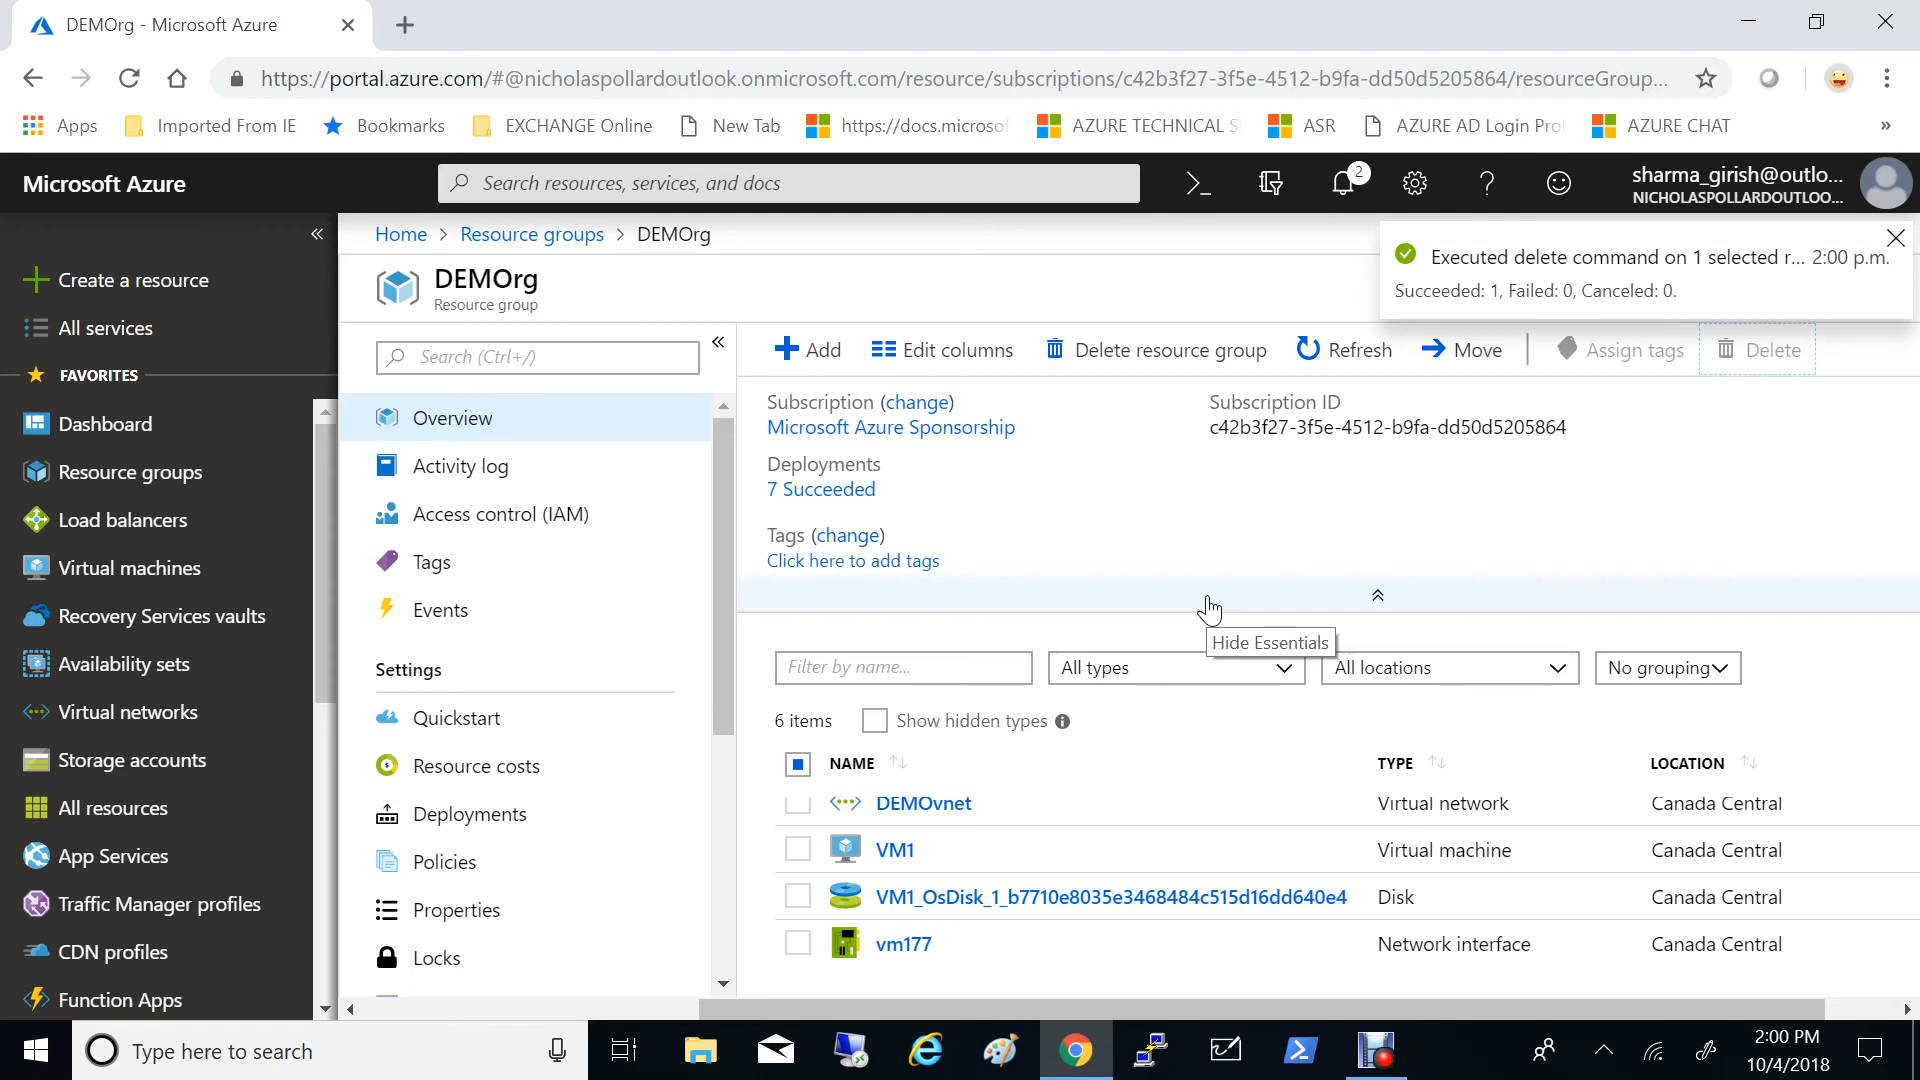 DEMOrg - Microsoft Azure
https://portal.azure.com/#@nicholaspollardoutlook.onmicrosoft.com/resource/subscriptions/c42b3f27-3f5e-4512-b9fa-dd50d5205864/resourceGroup...
Apps Imported From IE Bookmarks EXCHANGE Online New Tab https://docs.microsof AZURE TECHNICAL S ASR AZURE AD Login Pro AZURE CHAT »
Microsoft Azure
Search resources, services, and docs
2
sharma_girish@outlo...
NICHOLASPOLLARDOUTLOO...
Create a resource
All services
FAVORITES
Dashboard
Resource groups
Load balancers
Virtual machines
Recovery Services vaults
Availability sets
Virtual networks
Storage accounts
All resources
App Services
Traffic Manager profiles
CDN profiles
Function Apps
Home > Resource groups > DEMOrg
DEMOrg
Resource group
Executed delete command on 1 selected r... 2:00 p.m.
Succeeded: 1, Failed: 0, Canceled: 0.
Search (Ctrl+/)
Overview
Activity log
Access control (IAM)
Tags
Events
Settings
Quickstart
Resource costs
Deployments
Policies
Properties
Locks
Add Edit columns Delete resource group Refresh Move Assign tags Delete
Subscription (change)
Microsoft Azure Sponsorship
Subscription ID
c42b3f27-3f5e-4512-b9fa-dd50d5205864
Deployments
7 Succeeded
Tags (change)
Click here to add tags
Hide Essentials
Filter by name... All types All locations No grouping
6 items Show hidden types
NAME TYPE LOCATION
DEMOvnet Virtual network Canada Central
VM1 Virtual machine Canada Central
VM1_OsDisk_1_b7710e8035e3468484c515d16dd640e4 Disk Canada Central
vm177 Network interface Canada Central
Type here to search
2:00 PM
10/4/2018